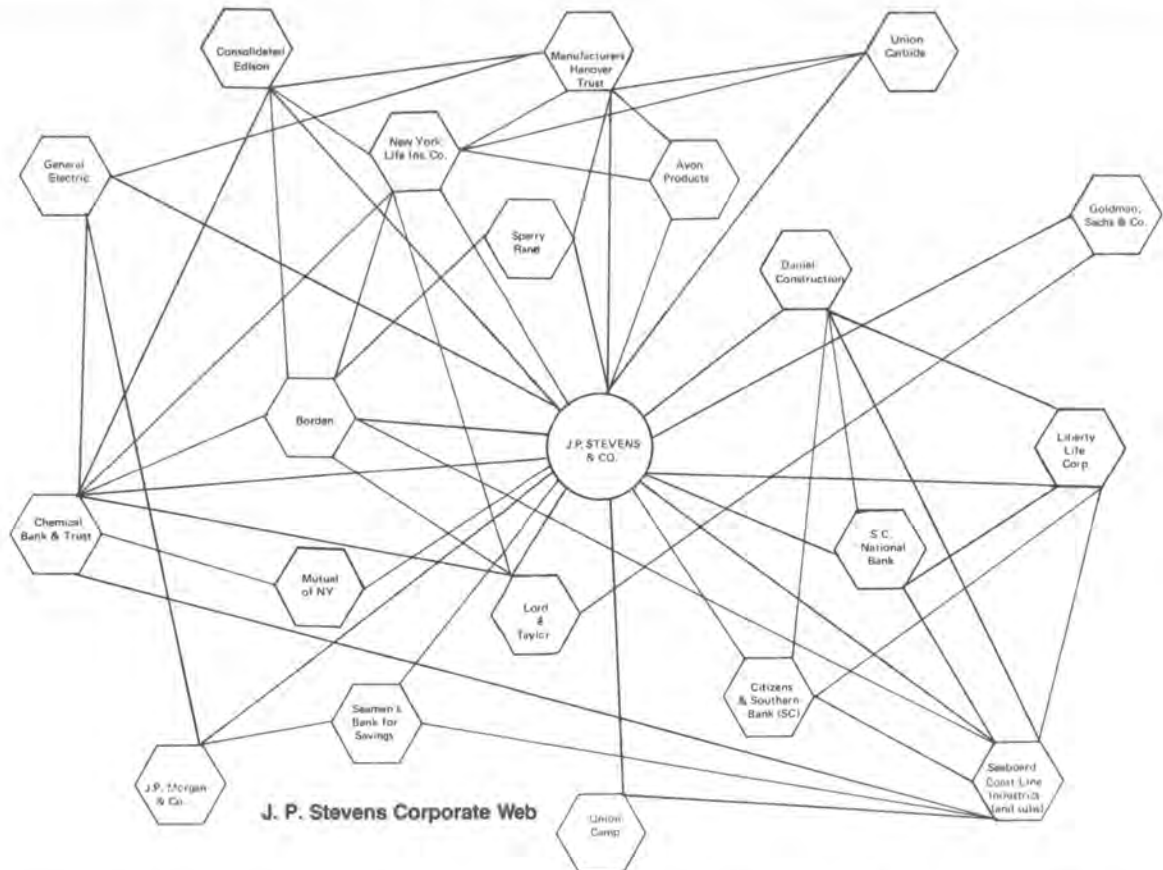 Consolidated
Edison
Manufacturers
Hanover
Trust
Union
Carbide
General
Electric
New York
Life Ins. Co.
Avon
Products
Goldman,
Sachs & Co.
Sperry
Rand
Daniel
Construction
Borden
J.P. STEVENS
& CO.
Liberty
Life
Corp.
Chemical
Bank & Trust
S.C.
National
Bank
Mutual
of NY
Lord
&
Taylor
Citizens
& Southern
Bank (SC)
Seamen's
Bank for
Savings
J.P. Morgan
& Co.
Seaboard
Coast Line
Industries
(and subs)
Union
Camp
J. P. Stevens Corporate Web